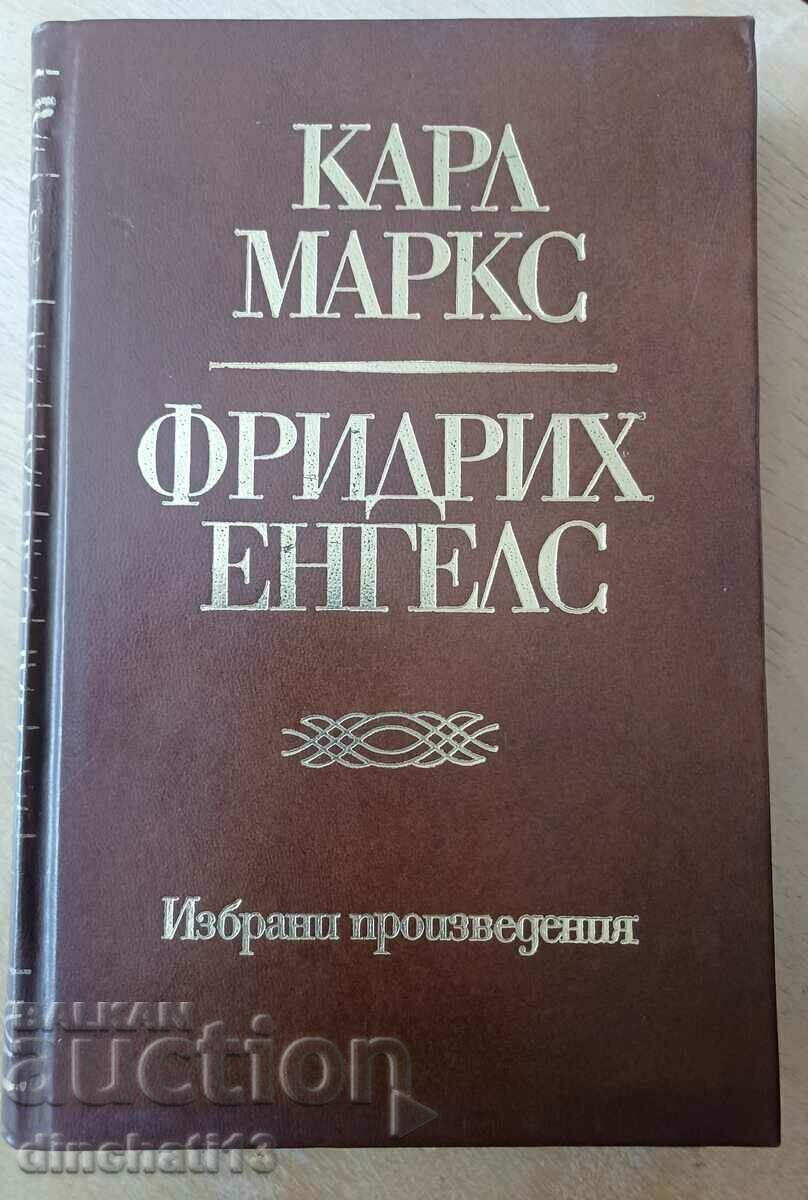 КАРЛ
МАРКС
ФРИДРИХ
ЕНГЕЛС
Избрани произведения
BALKAN
auction
dinchati13